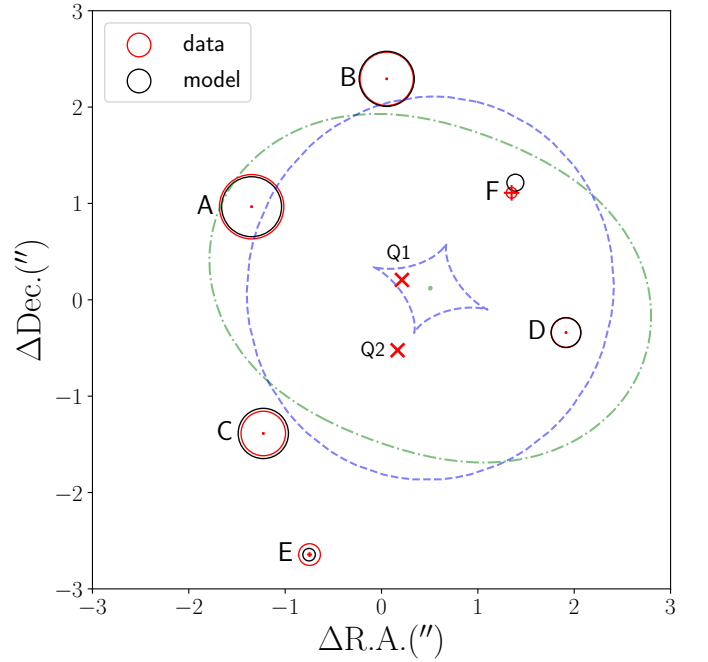 3
2
1
0
−1
−2
−3
ΔDec.(″)
data
model
B
A
F
Q1
D
Q2
C
E
−3
−2
−1
0
1
2
3
ΔR.A.(″)